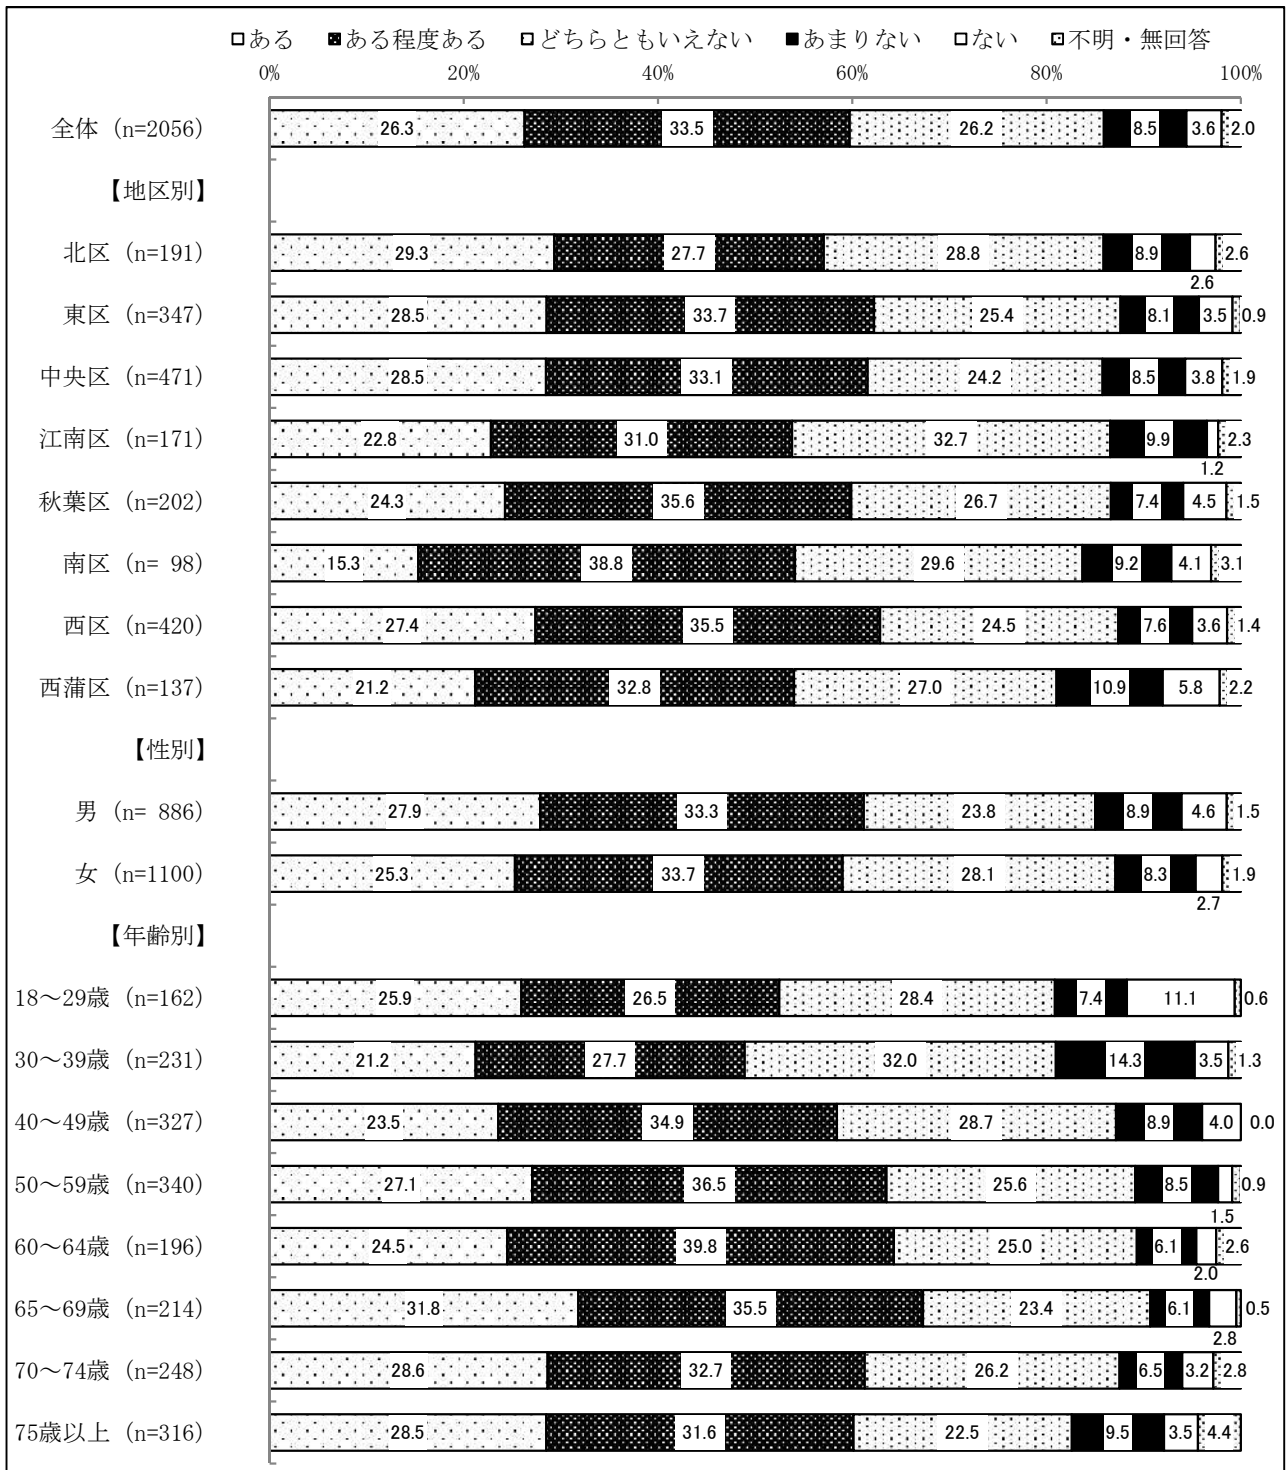 □ある ■ある程度ある □どちらともいえない ■あまりない □ない □不明・無回答
0% 20% 40% 60% 80% 100%
全体 (n=2056) 26.3 33.5 26.2 8.5 3.6 2.0
【地区別】
北区 (n=191) 29.3 27.7 28.8 8.9 2.6 2.6
東区 (n=347) 28.5 33.7 25.4 8.1 3.5 0.9
中央区 (n=471) 28.5 33.1 24.2 8.5 3.8 1.9
江南区 (n=171) 22.8 31.0 32.7 9.9 1.2 2.3
秋葉区 (n=202) 24.3 35.6 26.7 7.4 4.5 1.5
南区 (n= 98) 15.3 38.8 29.6 9.2 4.1 3.1
西区 (n=420) 27.4 35.5 24.5 7.6 3.6 1.4
西蒲区 (n=137) 21.2 32.8 27.0 10.9 5.8 2.2
【性別】
男 (n= 886) 27.9 33.3 23.8 8.9 4.6 1.5
女 (n=1100) 25.3 33.7 28.1 8.3 2.7 1.9
【年齢別】
18～29歳 (n=162) 25.9 26.5 28.4 7.4 11.1 0.6
30～39歳 (n=231) 21.2 27.7 32.0 14.3 3.5 1.3
40～49歳 (n=327) 23.5 34.9 28.7 8.9 4.0 0.0
50～59歳 (n=340) 27.1 36.5 25.6 8.5 1.5 0.9
60～64歳 (n=196) 24.5 39.8 25.0 6.1 2.0 2.6
65～69歳 (n=214) 31.8 35.5 23.4 6.1 2.8 0.5
70～74歳 (n=248) 28.6 32.7 26.2 6.5 3.2 2.8
75歳以上 (n=316) 28.5 31.6 22.5 9.5 3.5 4.4